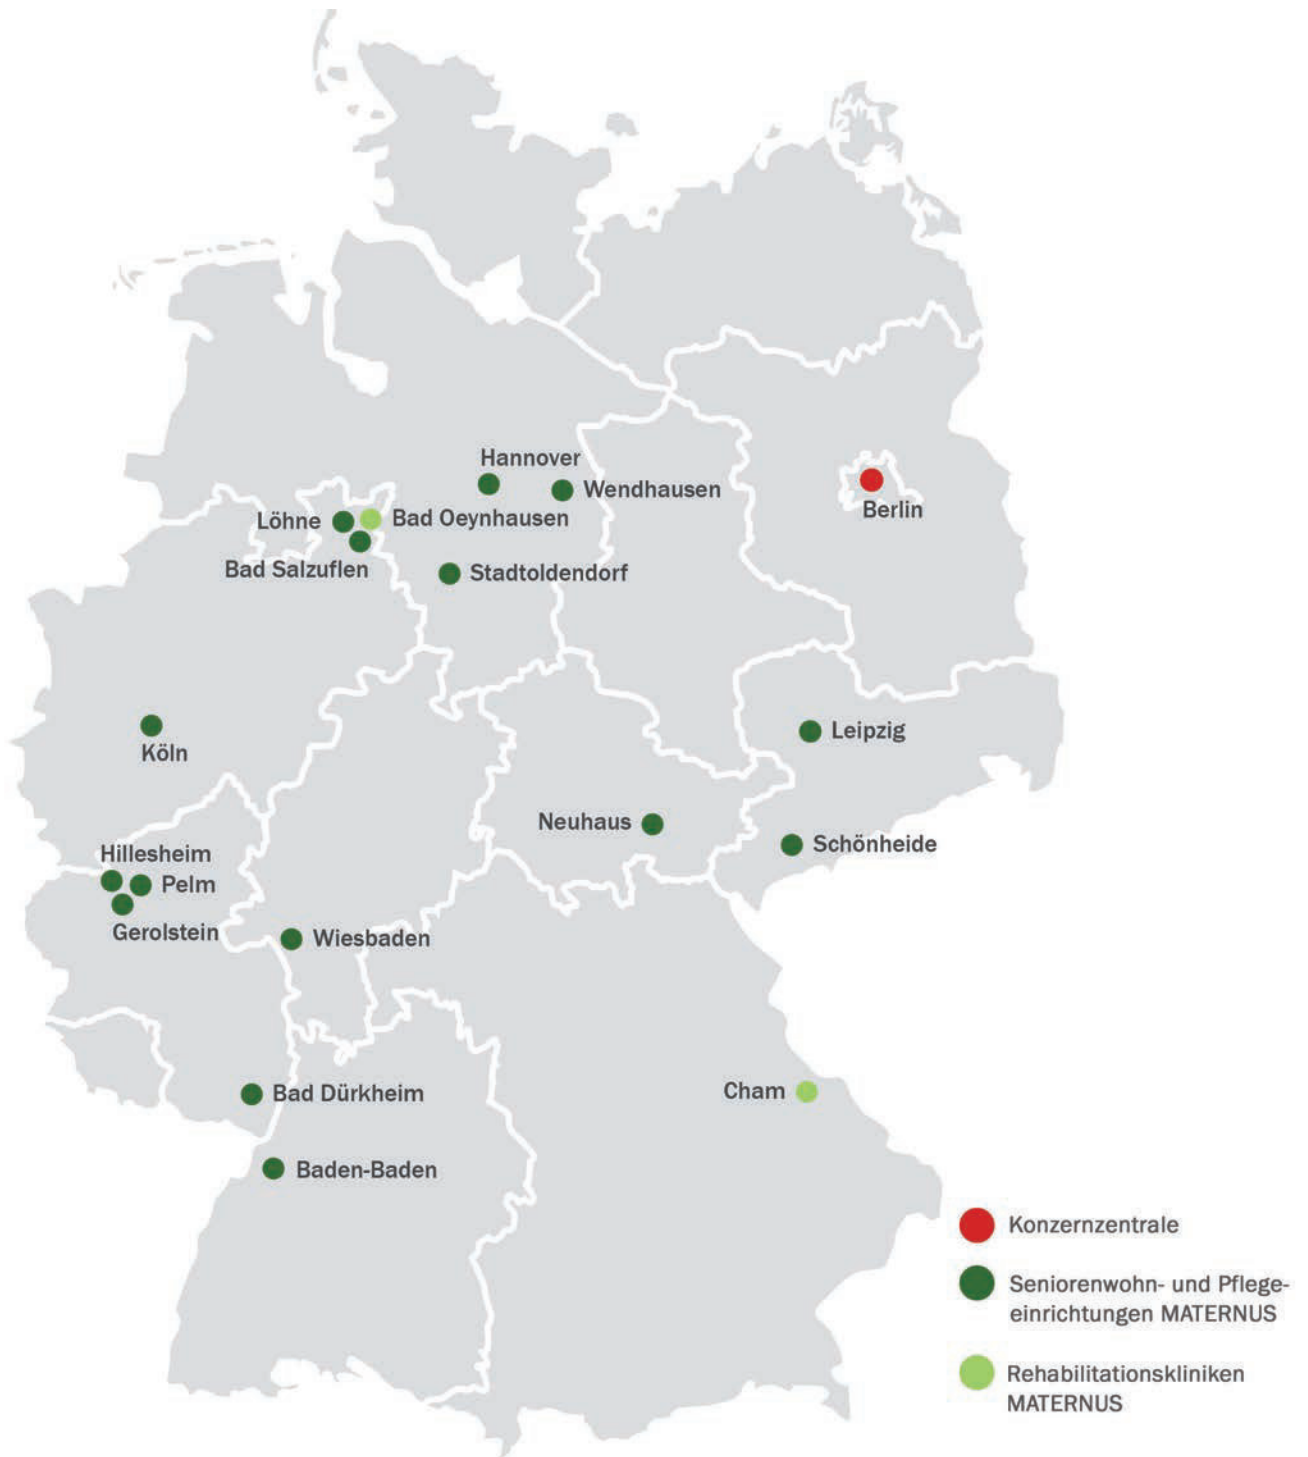 Hannover
Wendhausen
Berlin
Löhne
Bad Oeynhausen
Bad Salzuflen
Stadtoldendorf
Köln
Leipzig
Neuhaus
Schönheide
Hillesheim
Pelm
Gerolstein
Wiesbaden
Bad Dürkheim
Cham
Baden-Baden
Konzernzentrale
Seniorenwohn- und Pflege-
einrichtungen MATERNUS
Rehabilitationskliniken
MATERNUS